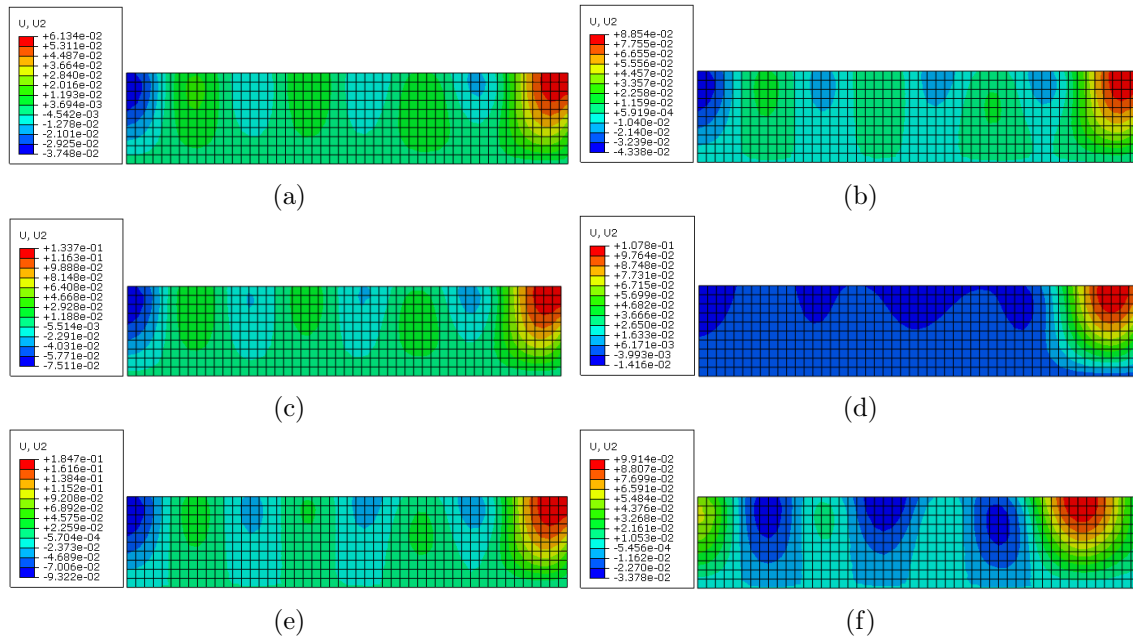 U, U2
+6.134e-02
+5.311e-02
+4.487e-02
+3.664e-02
+2.840e-02
+2.016e-02
+1.193e-02
+3.694e-03
-4.542e-03
-1.278e-02
-2.101e-02
-2.925e-02
-3.748e-02
(a)
U, U2
+8.854e-02
+7.755e-02
+6.655e-02
+5.556e-02
+4.457e-02
+3.357e-02
+2.258e-02
+1.159e-02
+5.919e-04
-1.040e-02
-2.140e-02
-3.239e-02
-4.338e-02
(b)
U, U2
+1.337e-01
+1.163e-01
+9.888e-02
+8.148e-02
+6.408e-02
+4.668e-02
+2.928e-02
+1.188e-02
-5.514e-03
-2.291e-02
-4.031e-02
-5.771e-02
-7.511e-02
(c)
U, U2
+1.078e-01
+9.764e-02
+8.748e-02
+7.731e-02
+6.715e-02
+5.699e-02
+4.682e-02
+3.666e-02
+2.650e-02
+1.633e-02
+6.171e-03
-3.993e-03
-1.416e-02
(d)
U, U2
+1.847e-01
+1.616e-01
+1.384e-01
+1.152e-01
+9.208e-02
+6.892e-02
+4.575e-02
+2.259e-02
-5.704e-04
-2.373e-02
-4.689e-02
-7.006e-02
-9.322e-02
(e)
U, U2
+9.914e-02
+8.807e-02
+7.699e-02
+6.591e-02
+5.484e-02
+4.376e-02
+3.268e-02
+2.161e-02
+1.053e-02
-5.456e-04
-1.162e-02
-2.270e-02
-3.378e-02
(f)